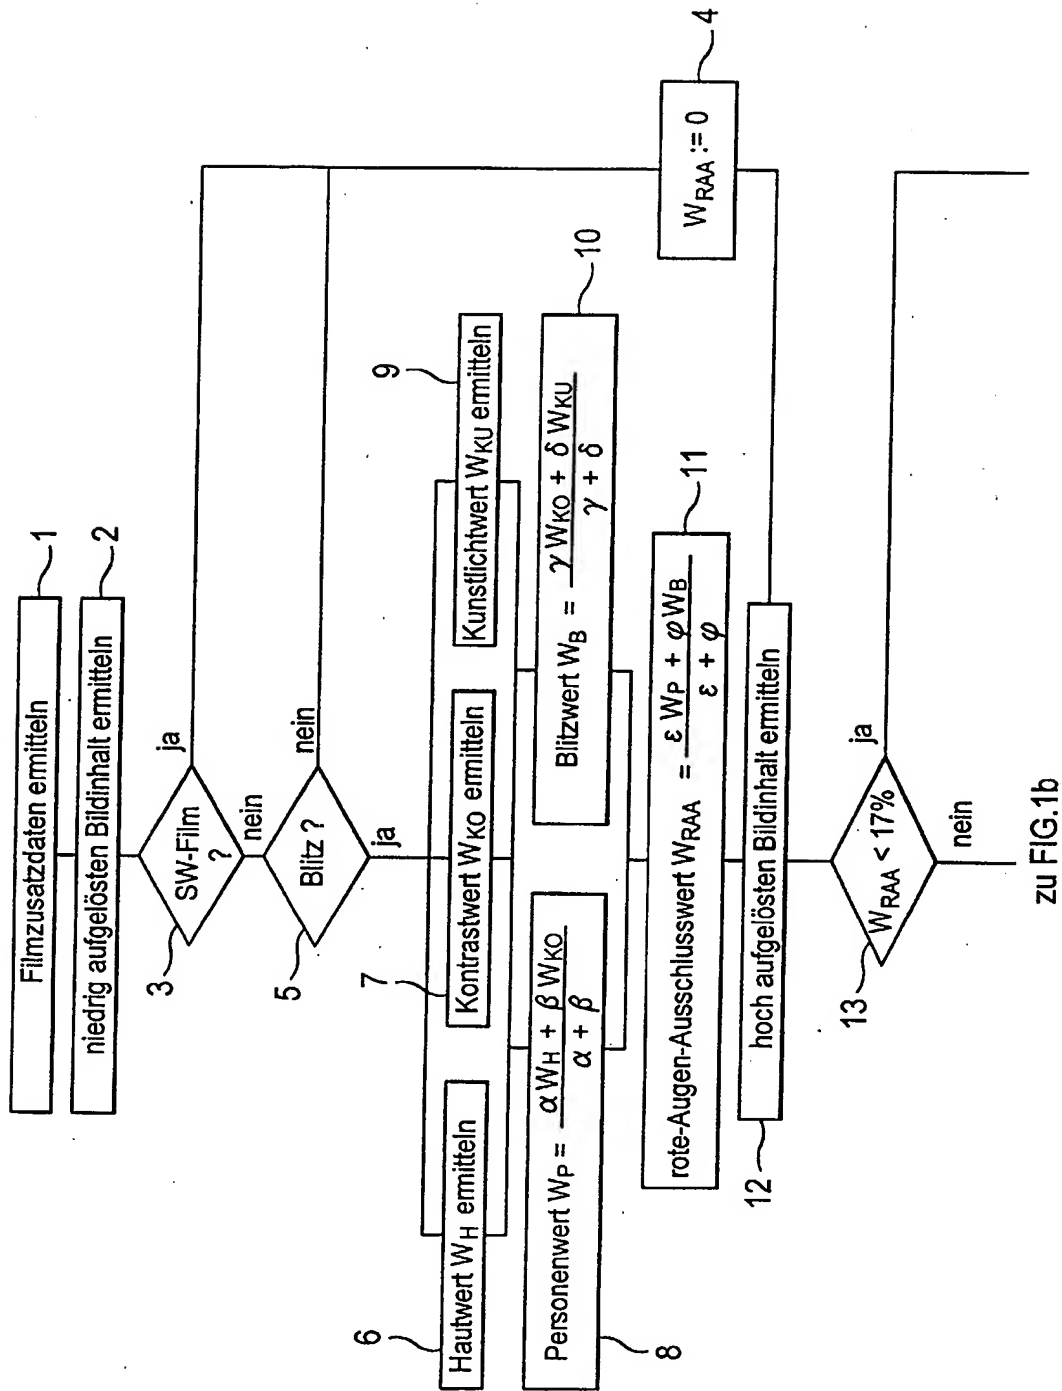 Filmzusatzdaten ermitteln
1
niedrig aufgelösten Bildinhalt ermitteln
2
SW-Film
?
3
ja
nein
Blitz ?
5
nein
ja
W_RAA := 0
4
Hautwert W_H ermitteln
6
Kontrastwert W_KO ermitteln
7
Kunstlichtwert W_KU ermitteln
9
Personenwert W_P = (α W_H + β W_KO) / (α + β)
8
Blitzwert W_B = (γ W_KO + δ W_KU) / (γ + δ)
10
rote-Augen-Ausschlusswert W_RAA = (ε W_P + φ W_B) / (ε + φ)
11
hoch aufgelösten Bildinhalt ermitteln
12
W_RAA < 17%
13
ja
nein
zu FIG.1b